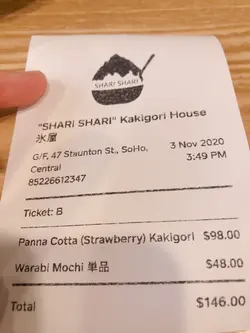 SHARI SHARI
"SHARI SHARI" Kakigori House
氷屋
G/F, 47 Staunton St., SoHo,
Central
3 Nov 2020
3:49 PM
85226612347
Ticket: B
Panna Cotta (Strawberry) Kakigori $98.00
Warabi Mochi 単品 $48.00
Total $146.00